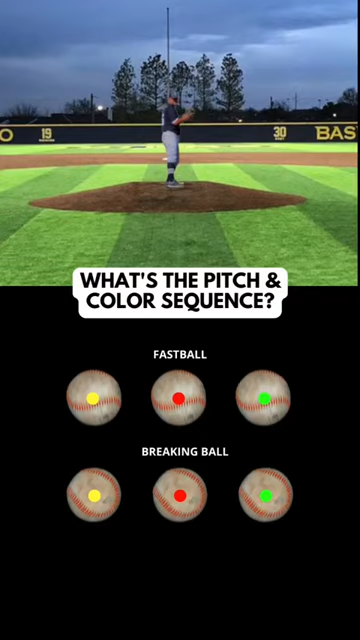 O
19
30
BAS
WHAT'S THE PITCH &
COLOR SEQUENCE?
FASTBALL
BREAKING BALL